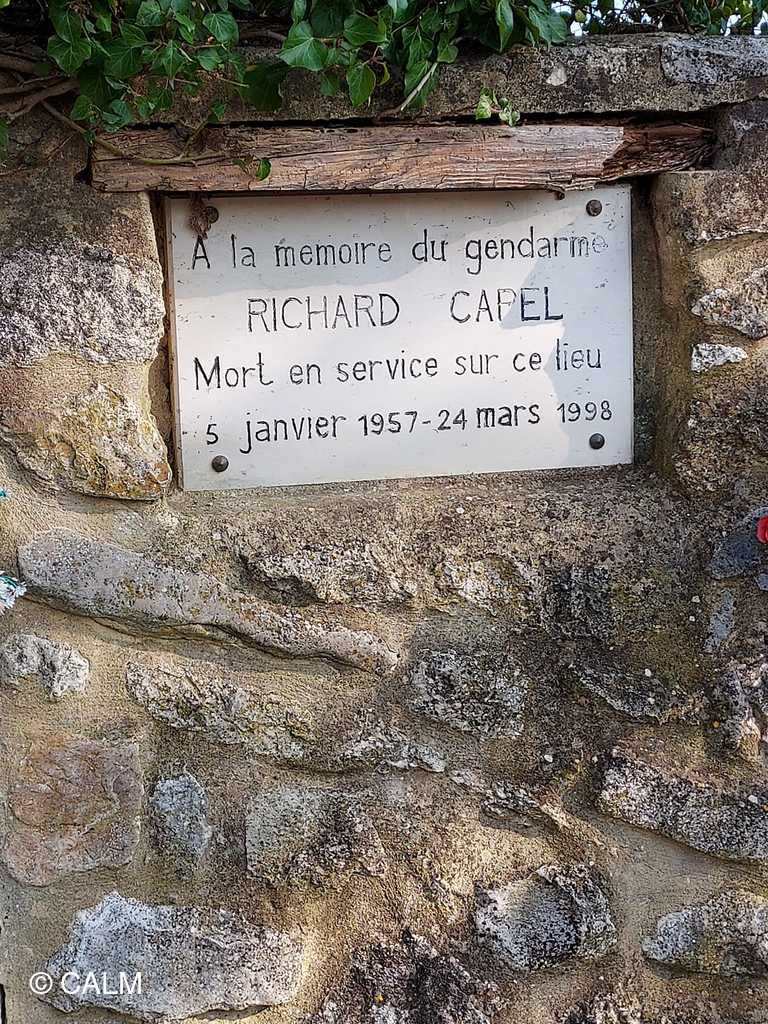 A la memoire du gendarme
RICHARD CAPEL
Mort en service sur ce lieu
5 janvier 1957-24 mars 1998
© CALM